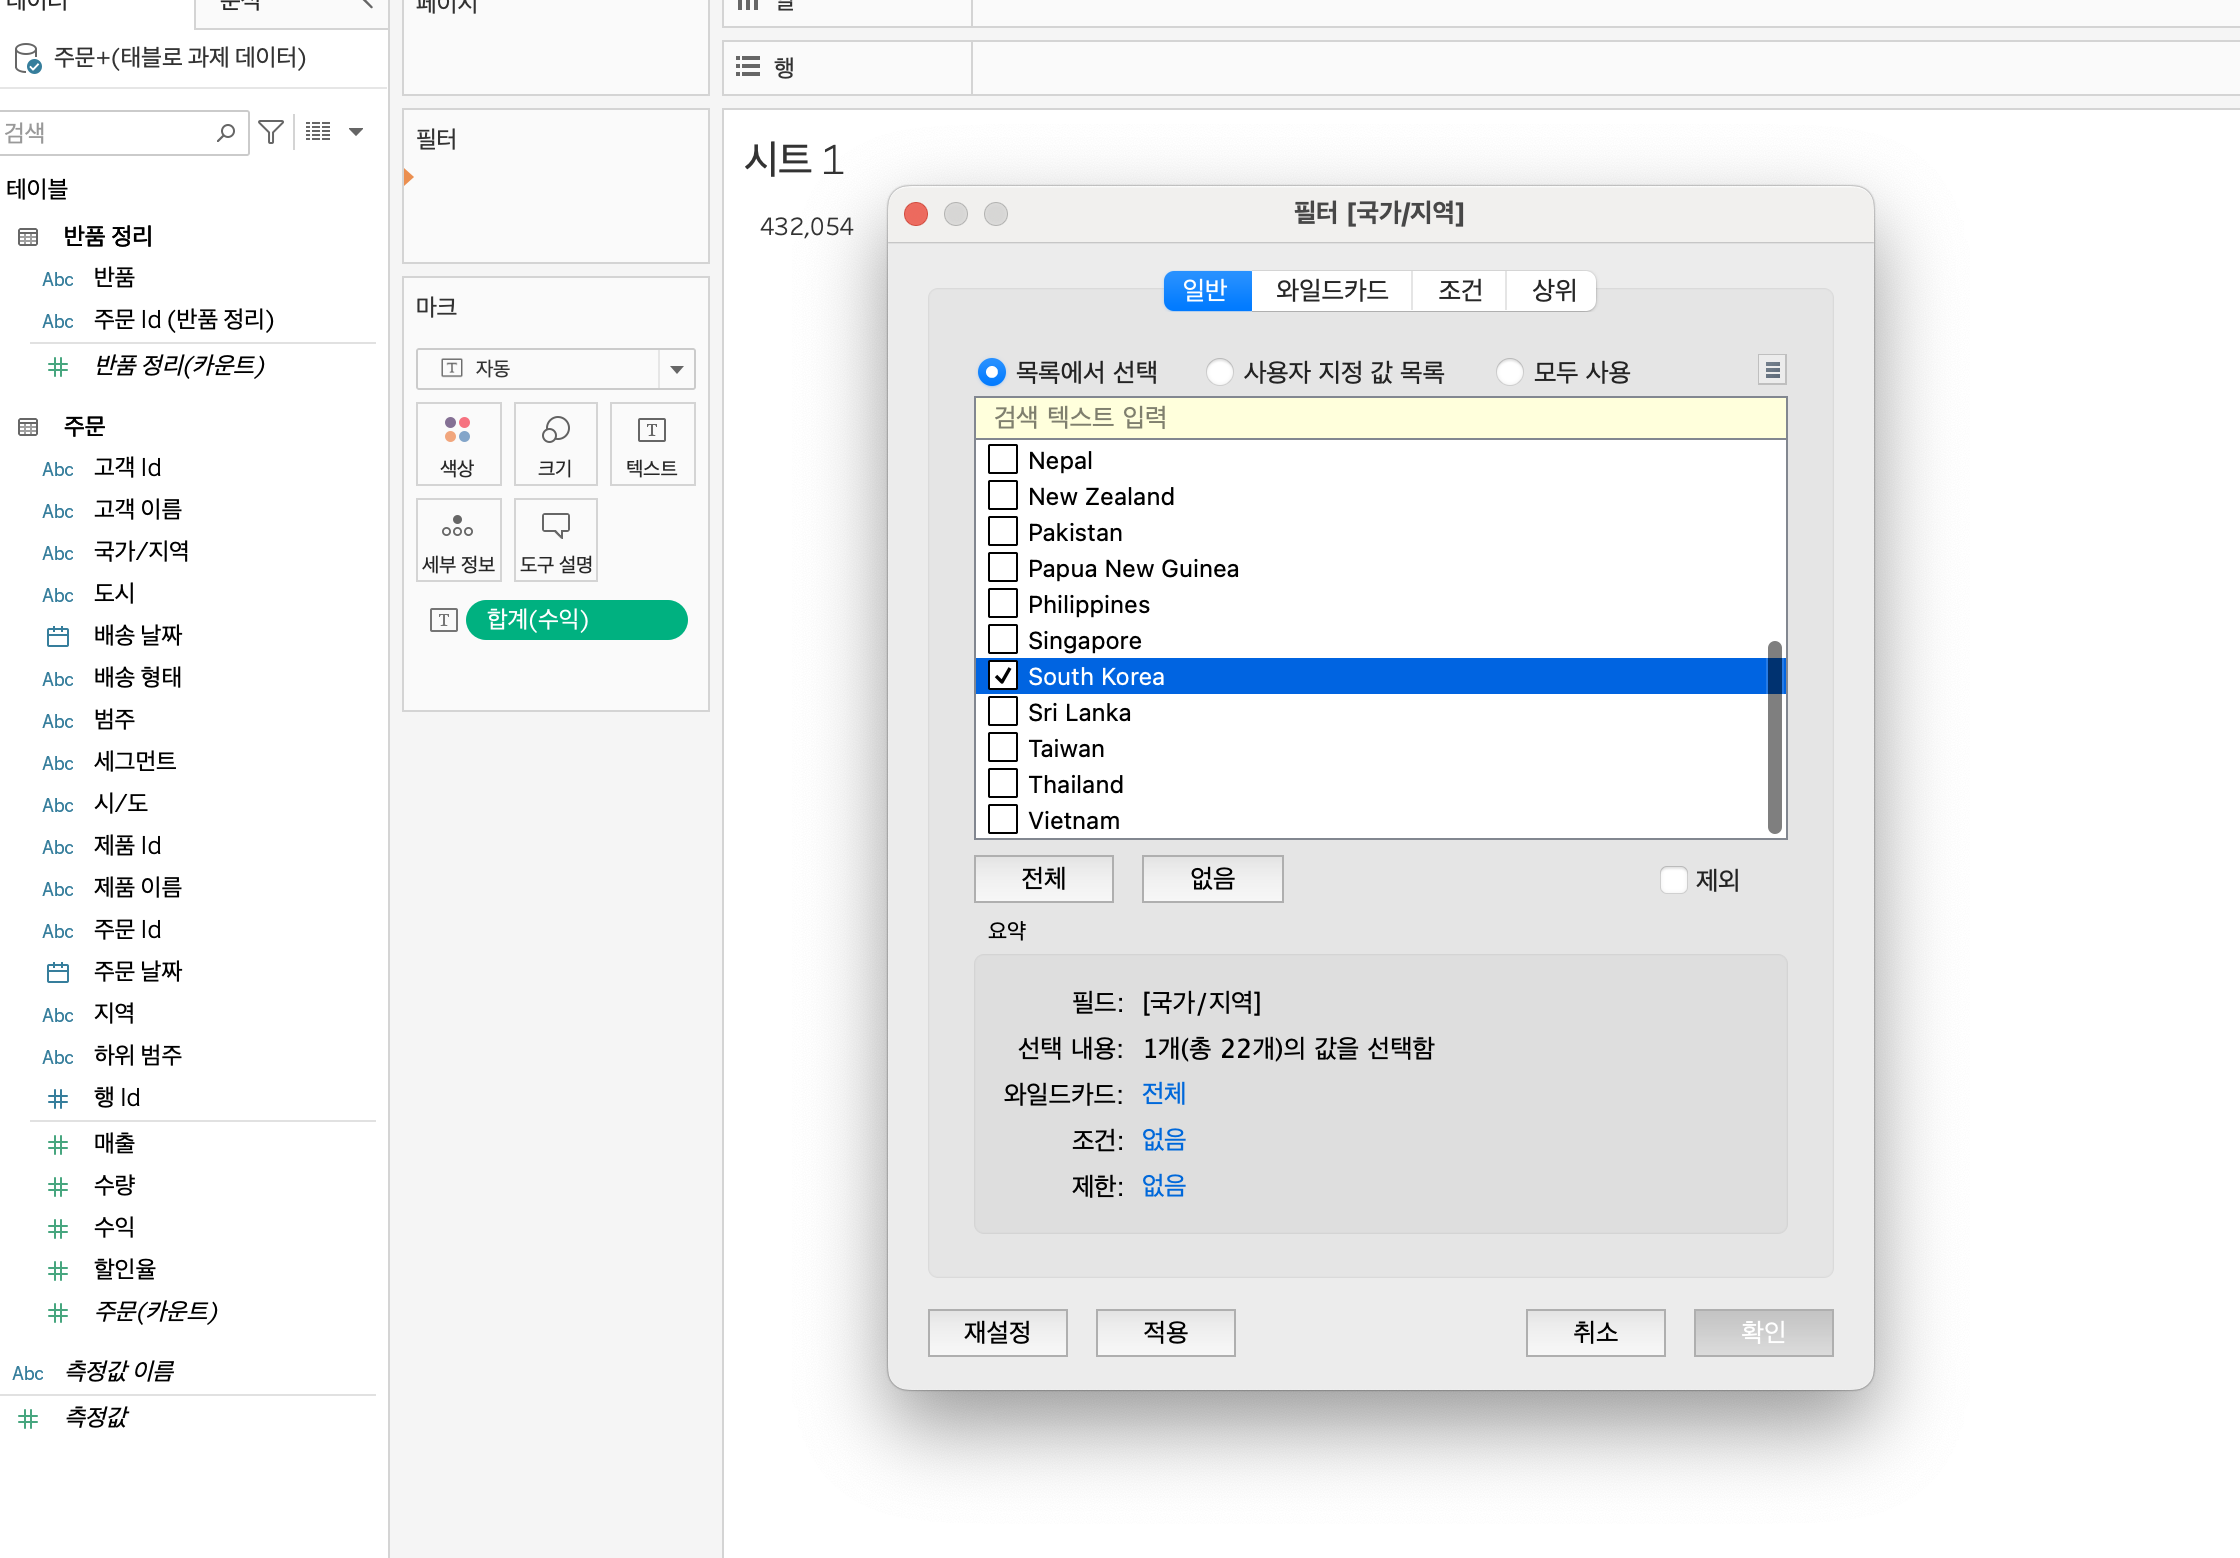 데이터
분석
주문+(태블로 과제 데이터)
검색
테이블
반품 정리
Abc 반품
Abc 주문 Id (반품 정리)
반품 정리(카운트)
주문
Abc 고객 Id
Abc 고객 이름
Abc 국가/지역
Abc 도시
배송 날짜
Abc 배송 형태
Abc 범주
Abc 세그먼트
Abc 시/도
Abc 제품 Id
Abc 제품 이름
Abc 주문 Id
주문 날짜
Abc 지역
Abc 하위 범주
행 Id
매출
수량
수익
할인율
주문(카운트)
Abc 측정값 이름
측정값
페이지
필터
마크
자동
색상
크기
텍스트
세부 정보
도구 설명
합계(수익)
행
시트 1
432,054
필터 [국가/지역]
일반
와일드카드
조건
상위
목록에서 선택
사용자 지정 값 목록
모두 사용
검색 텍스트 입력
Nepal
New Zealand
Pakistan
Papua New Guinea
Philippines
Singapore
South Korea
Sri Lanka
Taiwan
Thailand
Vietnam
전체
없음
제외
요약
필드: [국가/지역]
선택 내용: 1개(총 22개)의 값을 선택함
와일드카드: 전체
조건: 없음
제한: 없음
재설정
적용
취소
확인